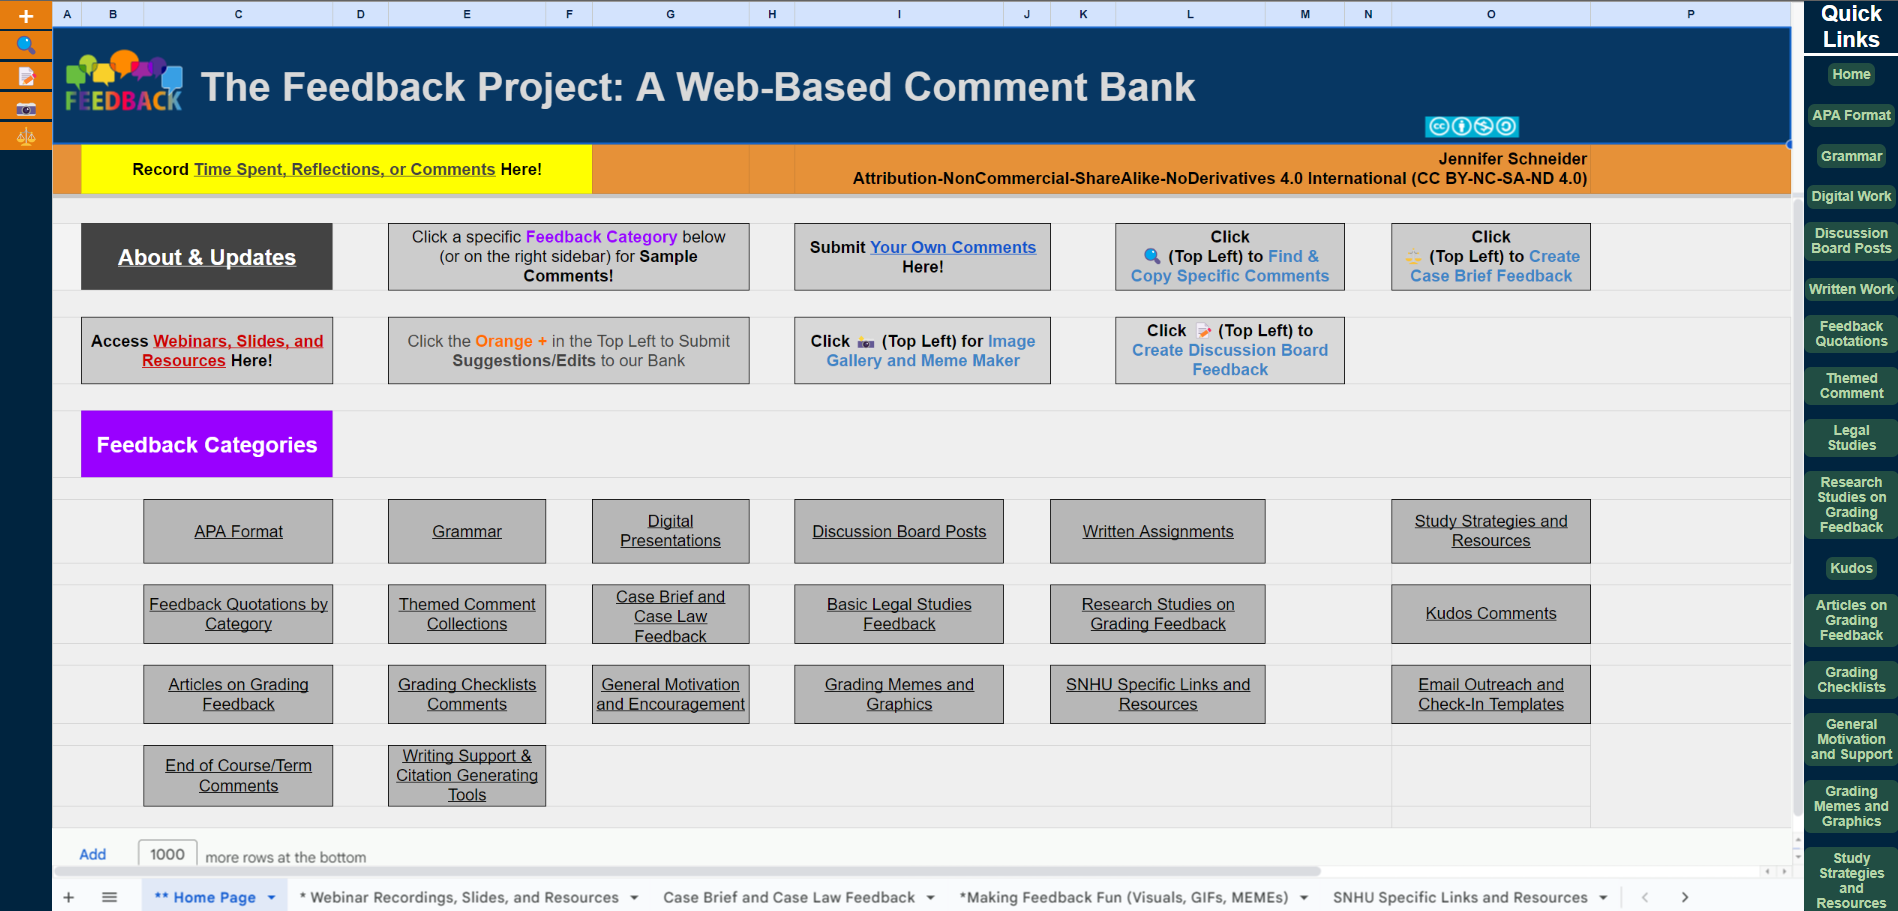 A B C D E F G H I J K L M N O P
FEEDBACK
The Feedback Project: A Web-Based Comment Bank
Record Time Spent, Reflections, or Comments Here!
Jennifer Schneider
Attribution-NonCommercial-ShareAlike-NoDerivatives 4.0 International (CC BY-NC-SA-ND 4.0)
About & Updates
Click a specific Feedback Category below
(or on the right sidebar) for Sample
Comments!
Submit Your Own Comments
Here!
Click
(Top Left) to Find &
Copy Specific Comments
Click
(Top Left) to Create
Case Brief Feedback
Access Webinars, Slides, and
Resources Here!
Click the Orange + in the Top Left to Submit
Suggestions/Edits to our Bank
Click (Top Left) for Image
Gallery and Meme Maker
Click (Top Left) to
Create Discussion Board
Feedback
Feedback Categories
APA Format
Grammar
Digital
Presentations
Discussion Board Posts
Written Assignments
Study Strategies and
Resources
Feedback Quotations by
Category
Themed Comment
Collections
Case Brief and
Case Law
Feedback
Basic Legal Studies
Feedback
Research Studies on
Grading Feedback
Kudos Comments
Articles on Grading
Feedback
Grading Checklists
Comments
General Motivation
and Encouragement
Grading Memes and
Graphics
SNHU Specific Links and
Resources
Email Outreach and
Check-In Templates
End of Course/Term
Comments
Writing Support &
Citation Generating
Tools
Add 1000 more rows at the bottom
** Home Page
* Webinar Recordings, Slides, and Resources
Case Brief and Case Law Feedback
*Making Feedback Fun (Visuals, GIFs, MEMEs)
SNHU Specific Links and Resources
Quick
Links
Home
APA Format
Grammar
Digital Work
Discussion
Board Posts
Written Work
Feedback
Quotations
Themed
Comment
Legal
Studies
Research
Studies on
Grading
Feedback
Kudos
Articles on
Grading
Feedback
Grading
Checklists
General
Motivation
and Support
Grading
Memes and
Graphics
Study
Strategies
and
Resources